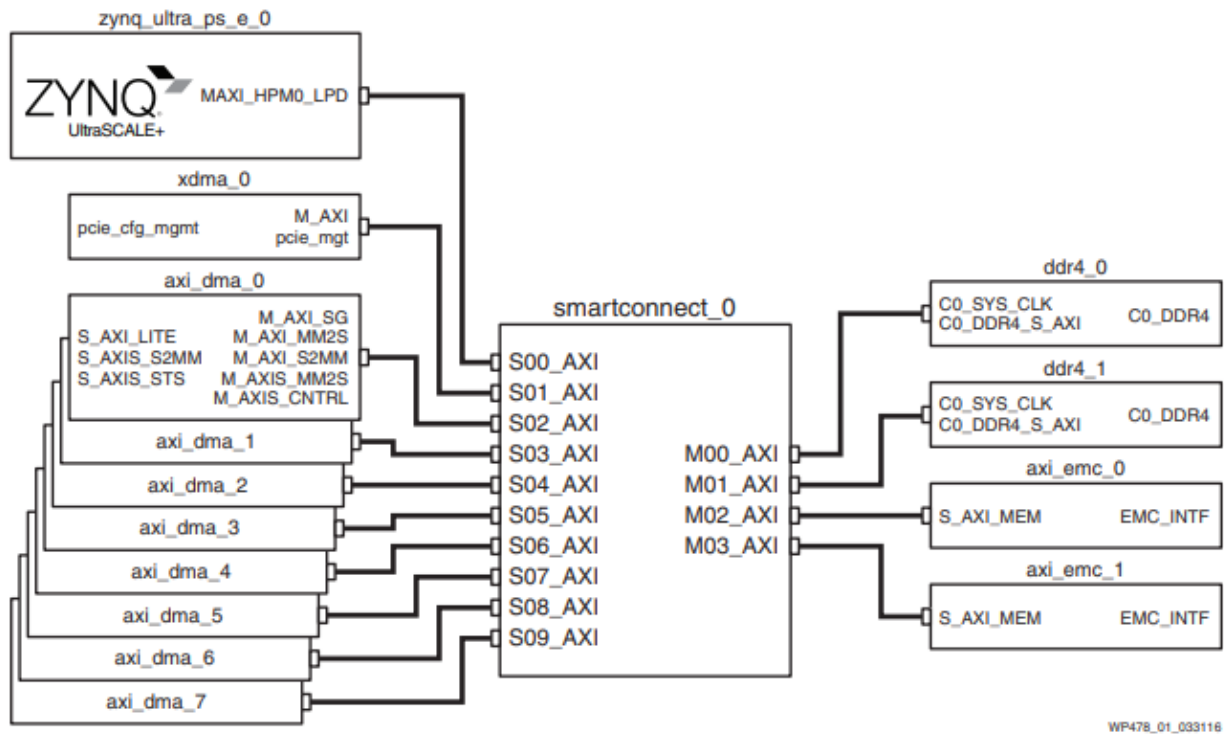 zynq_ultra_ps_e_0
ZYNQ.
UltraSCALE+
MAXI_HPM0_LPD
xdma_0
pcie_cfg_mgmt
M_AXI
pcie_mgt
axi_dma_0
S_AXI_LITE
S_AXIS_S2MM
S_AXIS_STS
M_AXI_SG
M_AXI_MM2S
M_AXI_S2MM
M_AXIS_MM2S
M_AXIS_CNTRL
axi_dma_1
axi_dma_2
axi_dma_3
axi_dma_4
axi_dma_5
axi_dma_6
axi_dma_7
smartconnect_0
S00_AXI
S01_AXI
S02_AXI
S03_AXI
S04_AXI
S05_AXI
S06_AXI
S07_AXI
S08_AXI
S09_AXI
M00_AXI
M01_AXI
M02_AXI
M03_AXI
ddr4_0
C0_SYS_CLK
C0_DDR4_S_AXI
C0_DDR4
ddr4_1
C0_SYS_CLK
C0_DDR4_S_AXI
C0_DDR4
axi_emc_0
S_AXI_MEM
EMC_INTF
axi_emc_1
S_AXI_MEM
EMC_INTF
WP478_01_033116